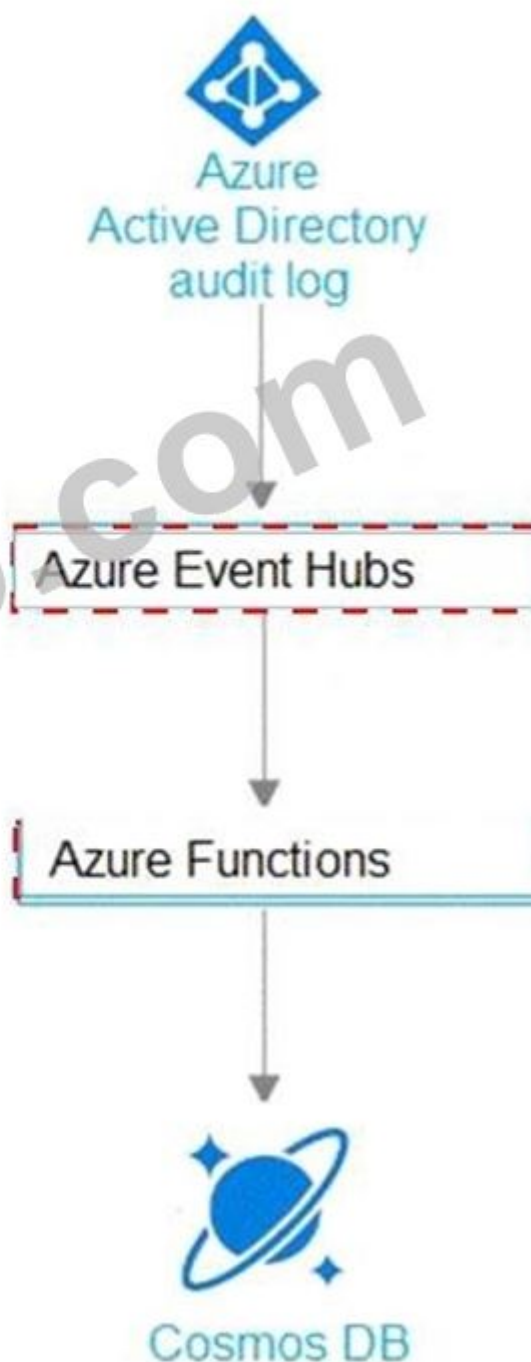 Azure
Active Directory
audit log
.com
Azure Event Hubs
Azure Functions
Cosmos DB